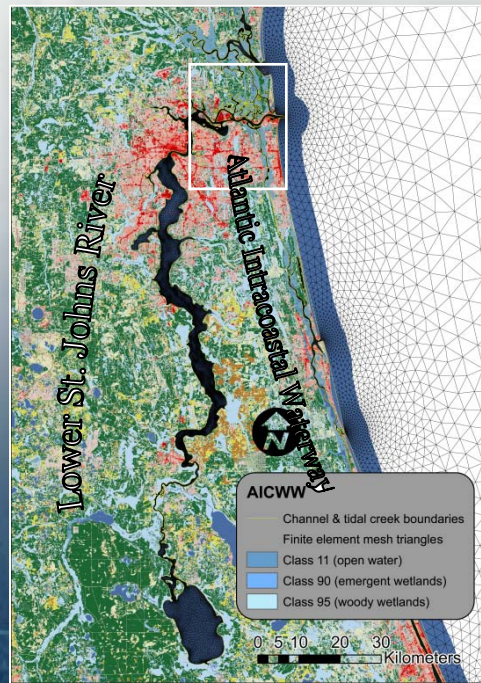 Lower St. Johns River
Atlantic Intracoastal Waterway
N
AICWW
Channel & tidal creek boundaries
Finite element mesh triangles
Class 11 (open water)
Class 90 (emergent wetlands)
Class 95 (woody wetlands)
0 5 10 20 30
Kilometers